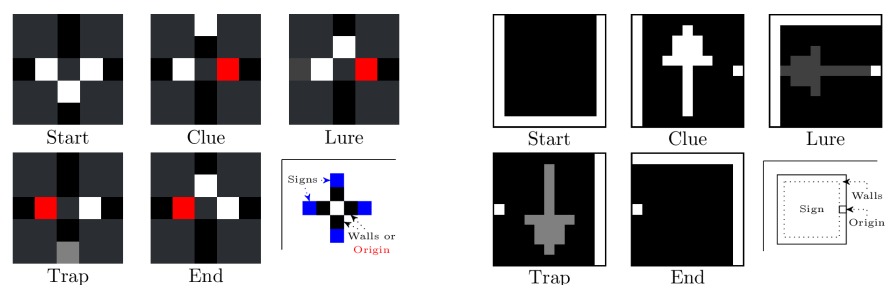 Start
Clue
Lure
Trap
End
Signs
Walls or
Origin
Start
Clue
Lure
Trap
End
Sign
Walls
Origin